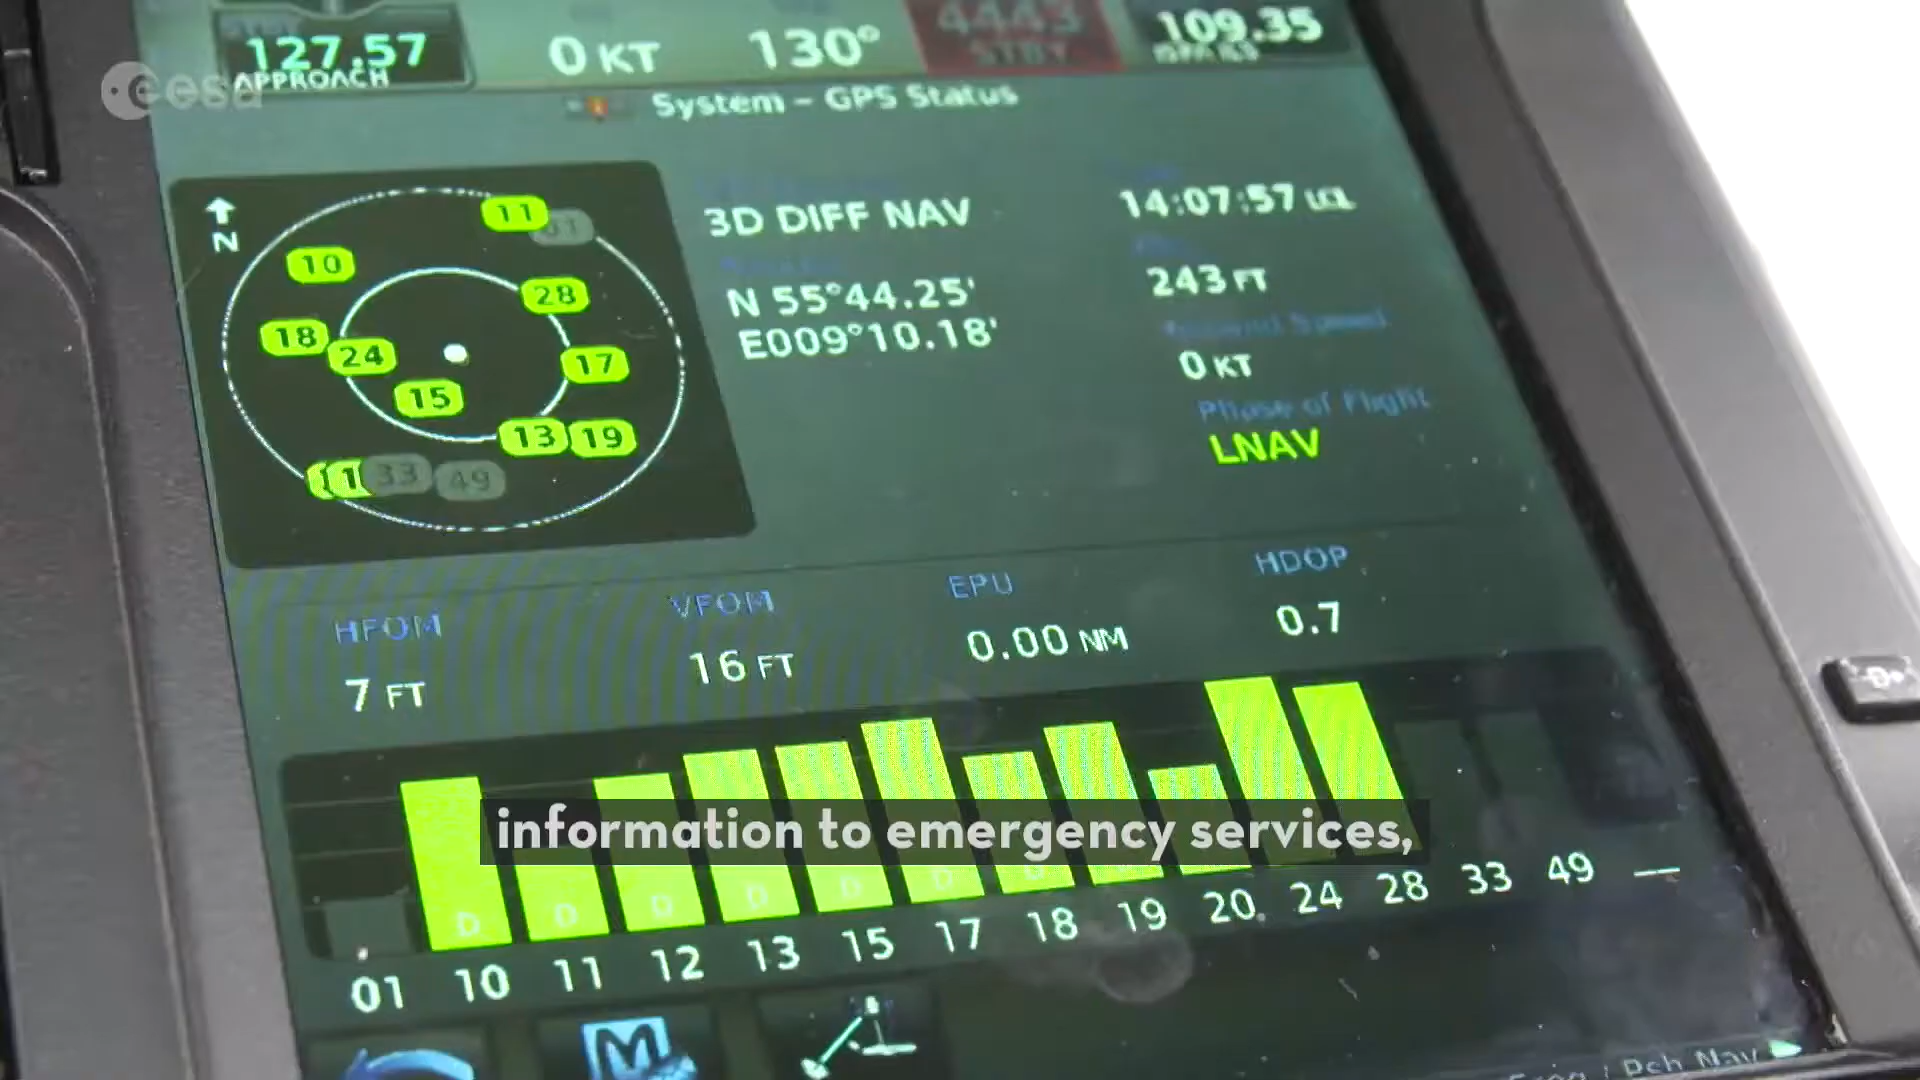 127.57
APPROACH
0 KT
130°
4443
STBY
109.35
esa
System – GPS Status
N
11
01
10
28
18
24
17
15
13
19
33
49
3D DIFF NAV
N 55°44.25'
E009°10.18'
14:07:57 LCL
243 FT
Ground Speed
0 KT
Phase of Flight
LNAV
HFOM
7 FT
VFOM
16 FT
EPU
0.00 NM
HDOP
0.7
information to emergency services,
D D D D D D D
01 10 11 12 13 15 17 18 19 20 24 28 33 49 —